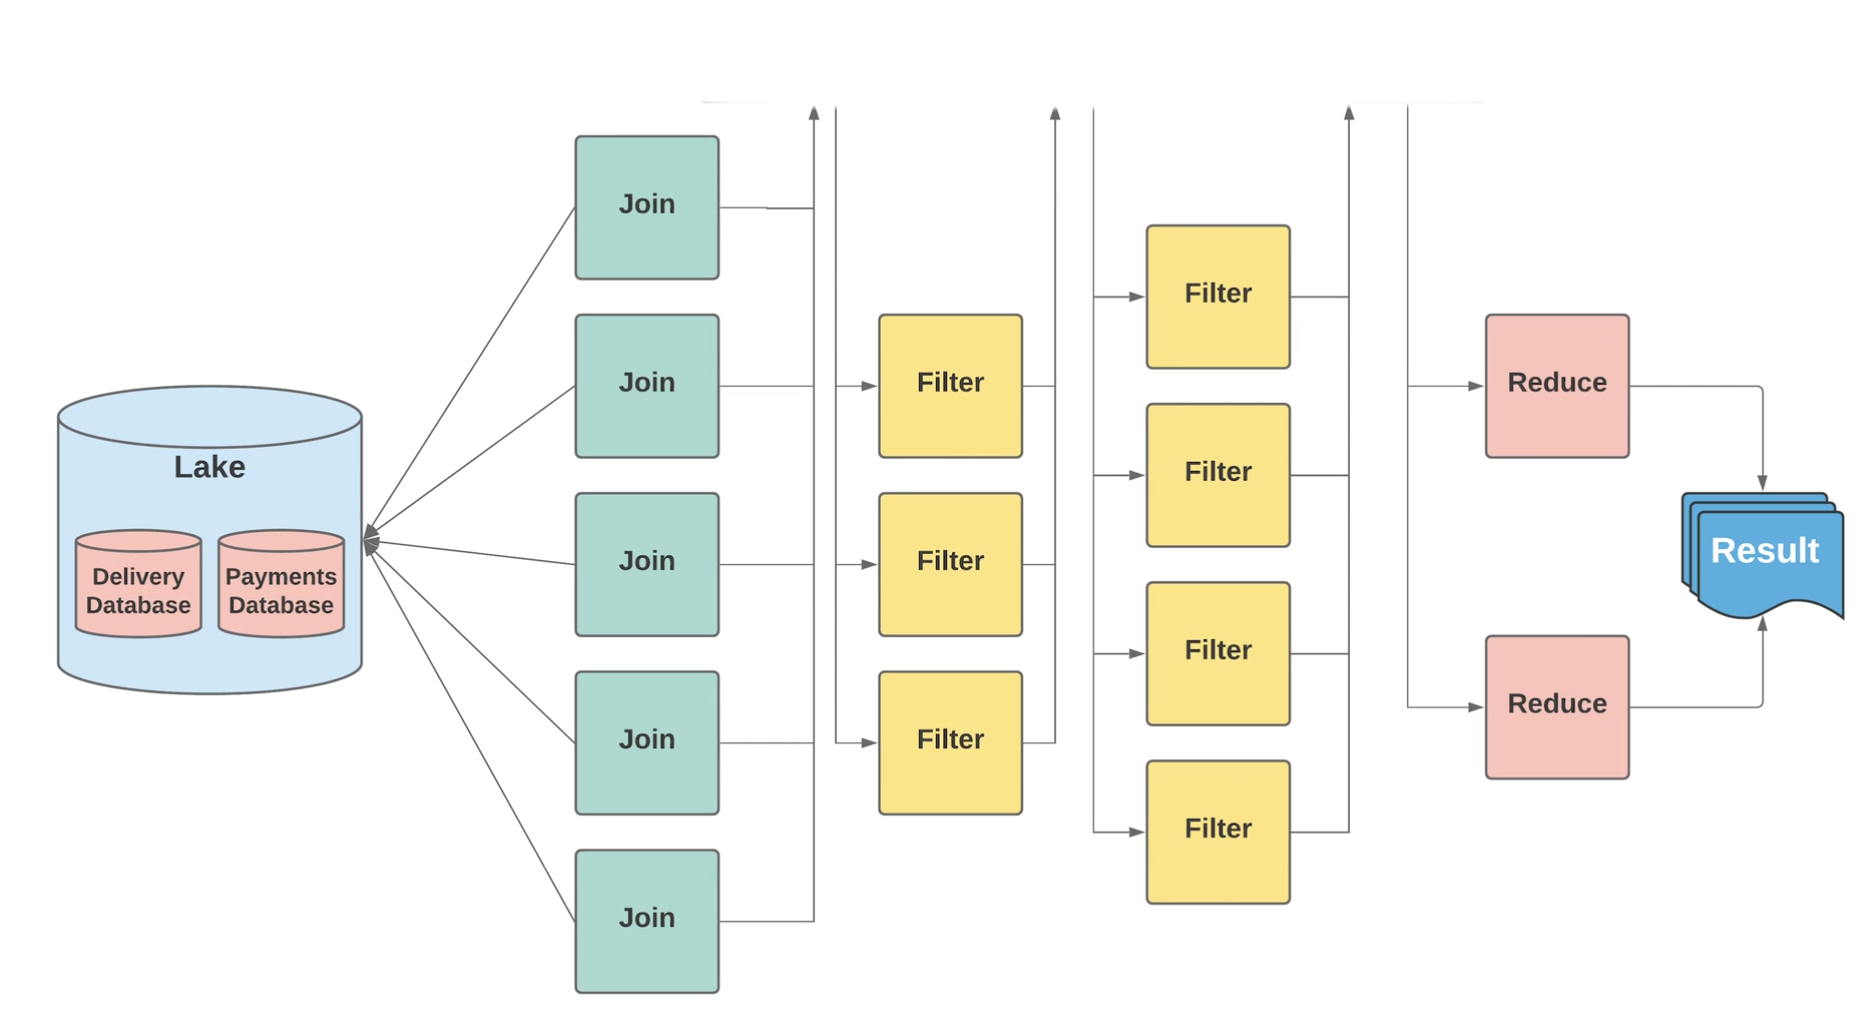 Lake
Delivery
Database
Payments
Database
Join
Join
Join
Join
Join
Filter
Filter
Filter
Filter
Filter
Filter
Filter
Reduce
Reduce
Result